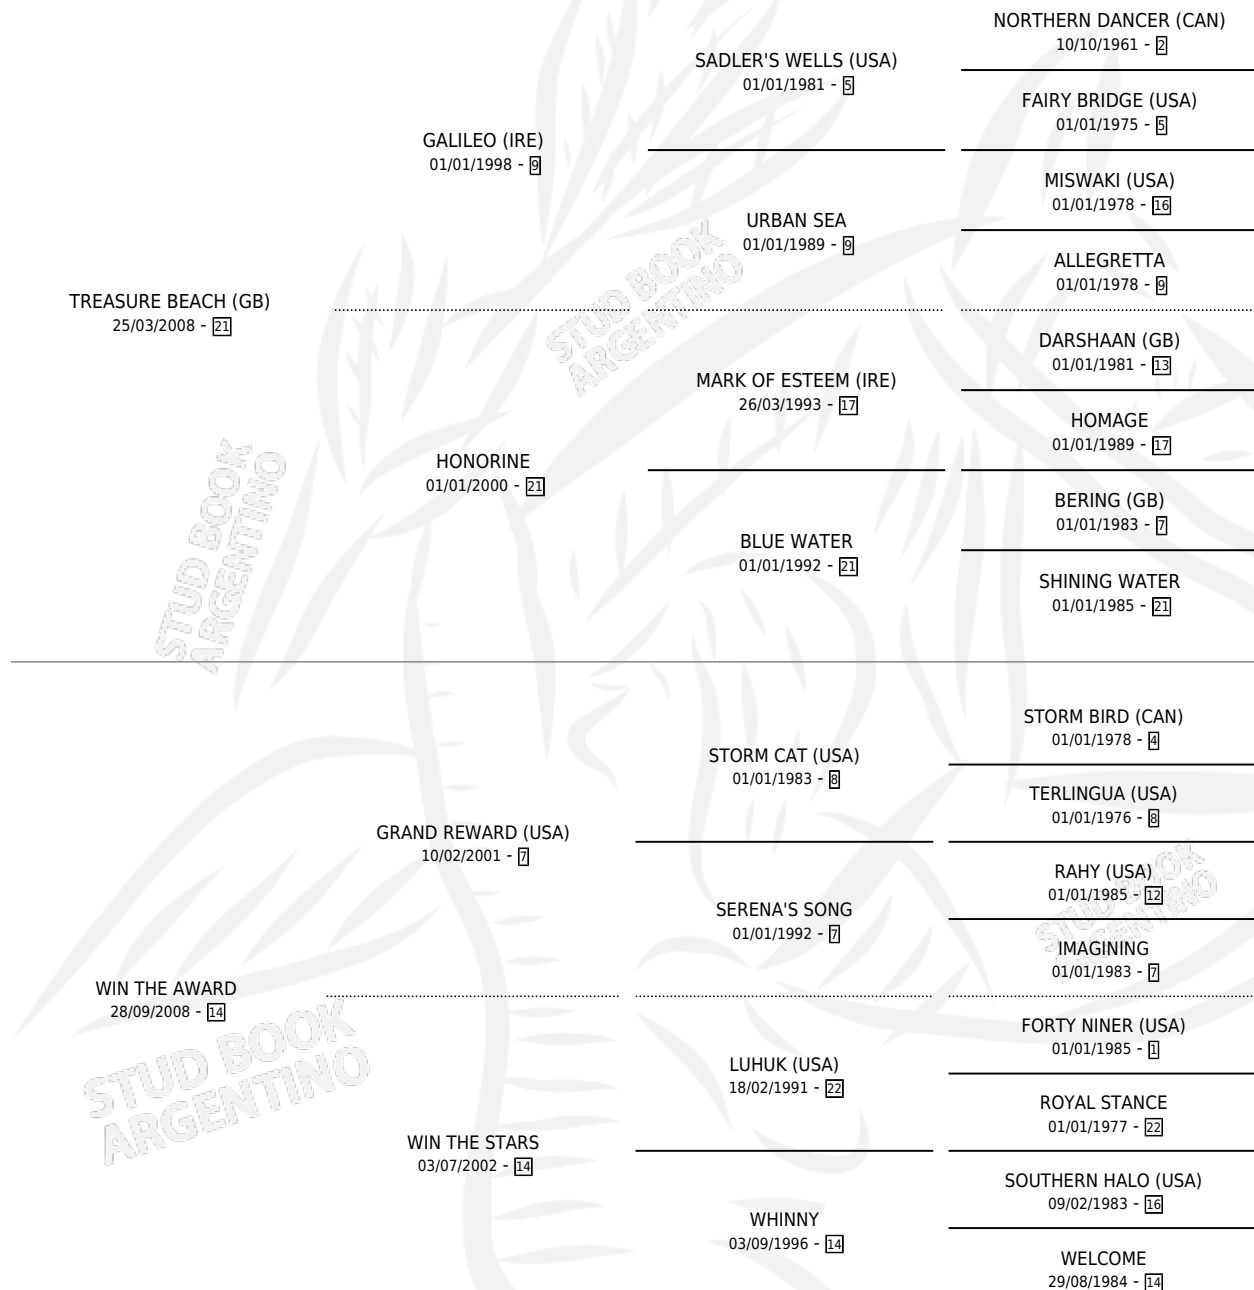 NORTHERN DANCER (CAN)
10/10/1961 - 2
SADLER'S WELLS (USA)
01/01/1981 - 5
FAIRY BRIDGE (USA)
01/01/1975 - 5
GALILEO (IRE)
01/01/1998 - 9
MISWAKI (USA)
01/01/1978 - 16
URBAN SEA
01/01/1989 - 9
ALLEGRETTA
01/01/1978 - 9
TREASURE BEACH (GB)
25/03/2008 - 21
DARSHAAN (GB)
01/01/1981 - 13
MARK OF ESTEEM (IRE)
26/03/1993 - 17
HOMAGE
01/01/1989 - 17
HONORINE
01/01/2000 - 21
BERING (GB)
01/01/1983 - 7
BLUE WATER
01/01/1992 - 21
SHINING WATER
01/01/1985 - 21
STUD BOOK
ARGENTINO
STUD BOOK
ARGENTINO
STORM BIRD (CAN)
01/01/1978 - 4
STORM CAT (USA)
01/01/1983 - 8
TERLINGUA (USA)
01/01/1976 - 8
GRAND REWARD (USA)
10/02/2001 - 7
RAHY (USA)
01/01/1985 - 12
SERENA'S SONG
01/01/1992 - 7
IMAGINING
01/01/1983 - 7
STUD BOOK
ARGENTINO
WIN THE AWARD
28/09/2008 - 14
FORTY NINER (USA)
01/01/1985 - 1
LUHUK (USA)
18/02/1991 - 22
ROYAL STANCE
01/01/1977 - 22
STUD BOOK
ARGENTINO
WIN THE STARS
03/07/2002 - 14
SOUTHERN HALO (USA)
09/02/1983 - 16
WHINNY
03/09/1996 - 14
WELCOME
29/08/1984 - 14